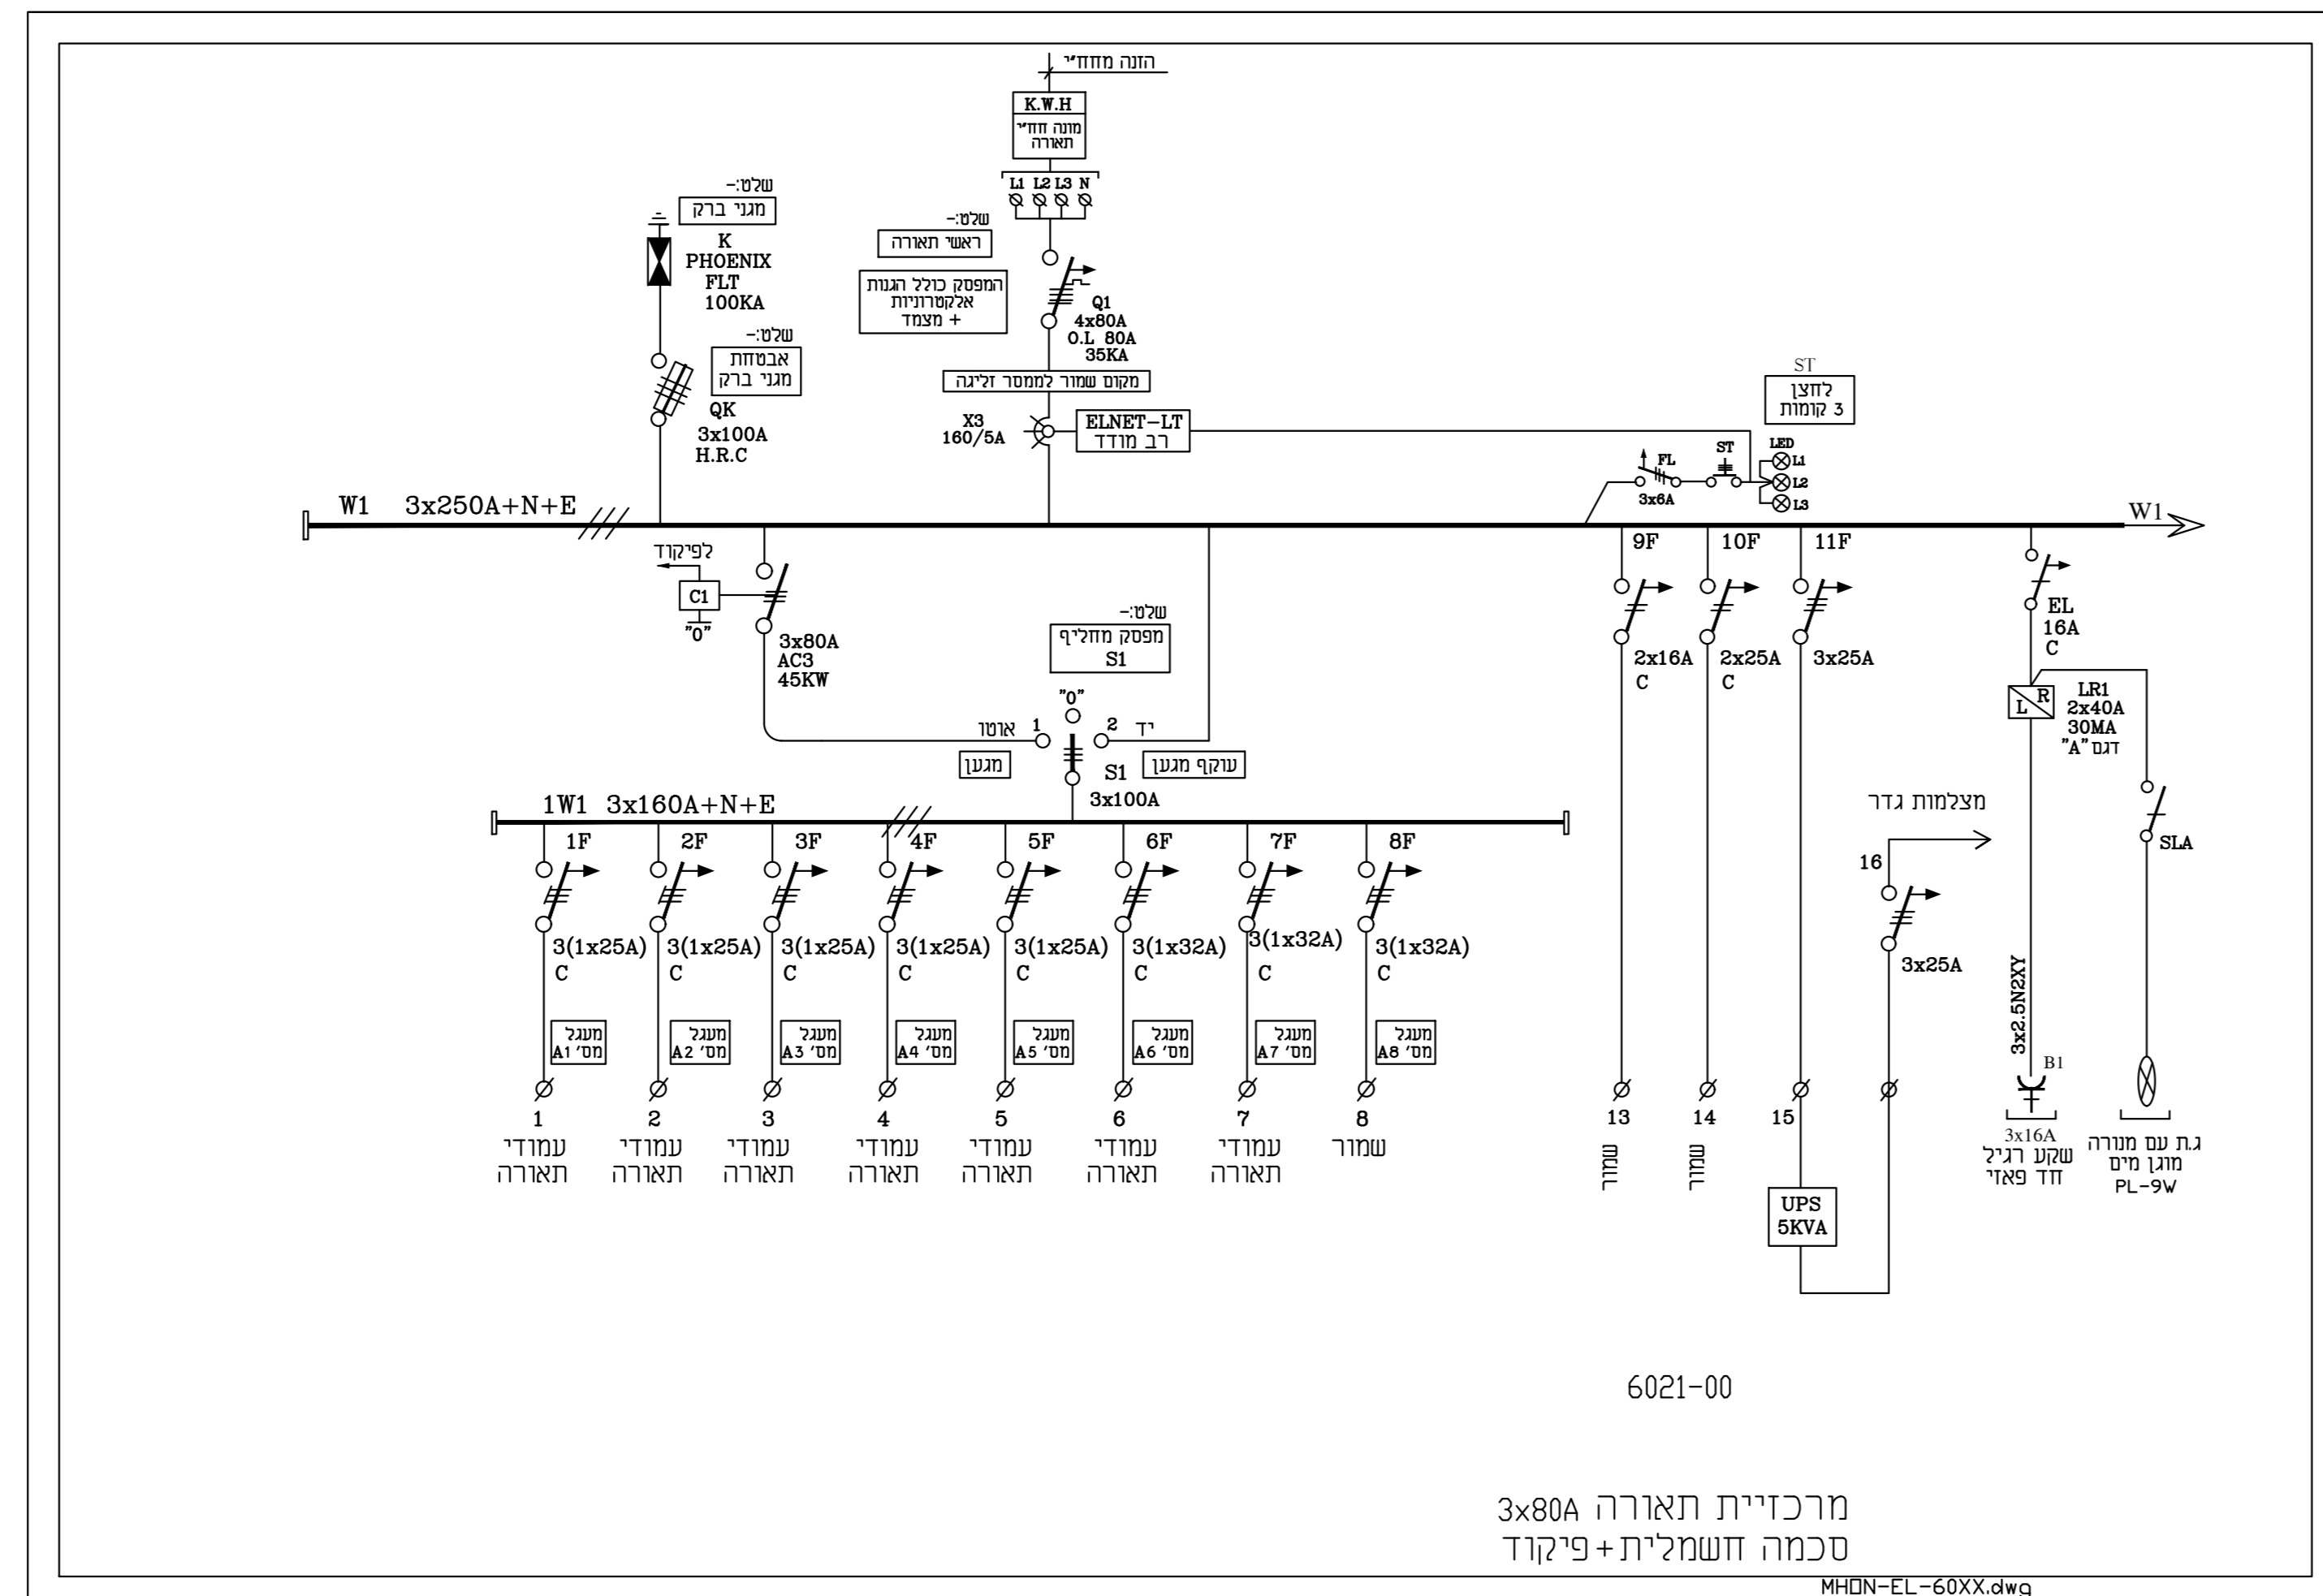 הזנה מחח"י
K.W.H
מונה חח"י
תאורה
L1 L2 L3 N
שלט:-
מגני ברק
K
PHOENIX
FLT
100KA
שלט:-
אבטחת
מגני ברק
QK
3x100A
H.R.C
שלט:-
ראשי תאורה
המפסק כולל הגנות
אלקטרוניות
+ מצמד
Q1
4x80A
O.L 80A
35KA
מקום שמור לממסר זליגה
X3
160/5A
ELNET-LT
רב מודד
ST
לחצן
3 קומות
FL
3x6A
ST
LED
L1
L2
L3
W1 3x250A+N+E
W1
לפיקוד
C1
"0"
3x80A
AC3
45KW
שלט:-
מפסק מחליף
S1
"0"
אוטו 1
2 יד
מגען
S1
עוקף מגען
3x100A
9F
2x16A
C
10F
2x25A
C
11F
3x25A
EL
16A
C
R
L
LR1
2x40A
30MA
דגם "A"
SLA
מצלמות גדר
16
3x25A
3x2.5N2XY
1W1 3x160A+N+E
1F 2F 3F 4F 5F 6F 7F 8F
3(1x25A) 3(1x25A) 3(1x25A) 3(1x25A) 3(1x25A) 3(1x32A) 3(1x32A) 3(1x32A)
C C C C C C C C
מעגל
מס' A1
מעגל
מס' A2
מעגל
מס' A3
מעגל
מס' A4
מעגל
מס' A5
מעגל
מס' A6
מעגל
מס' A7
מעגל
מס' A8
1
עמודי
תאורה
2
עמודי
תאורה
3
עמודי
תאורה
4
עמודי
תאורה
5
עמודי
תאורה
6
עמודי
תאורה
7
עמודי
תאורה
8
שמור
13
שמור
14
שמור
15
UPS
5KVA
B1
3x16A
שקע רגיל
חד פאזי
ג.ת עם מנורה
מוגן מים
PL-9W
6021-00
מרכזיית תאורה 3x80A
סכמה חשמלית+פיקוד
MHON-EL-60XX.dwg